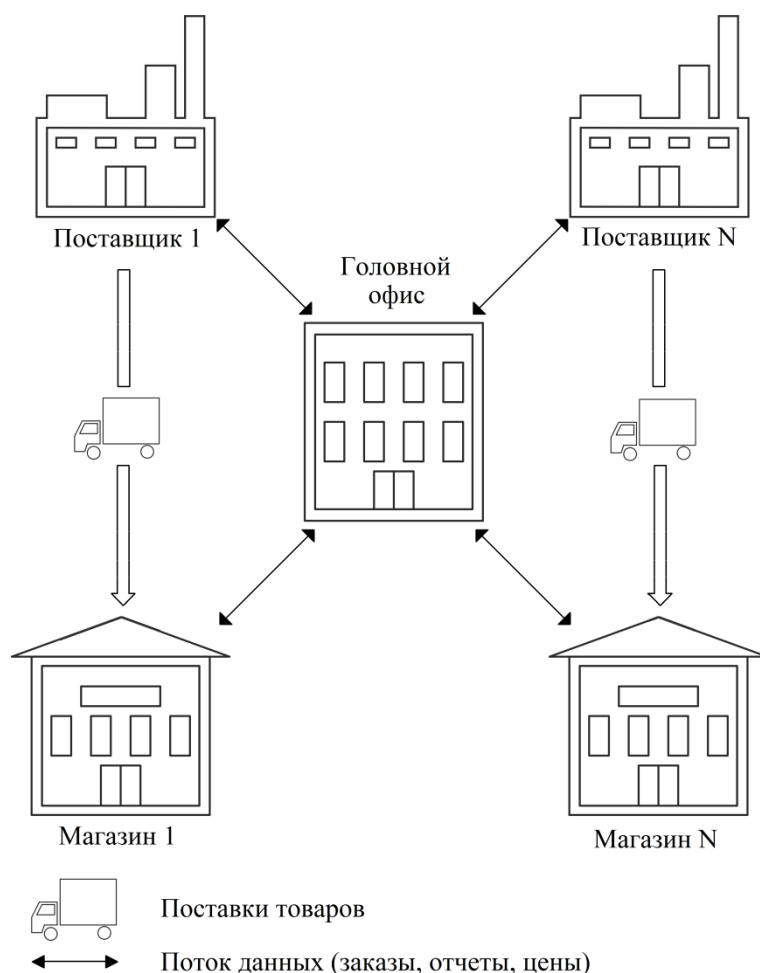 Поставщик 1
Поставщик N
Головной
офис
Магазин 1
Магазин N
Поставки товаров
Поток данных (заказы, отчеты, цены)